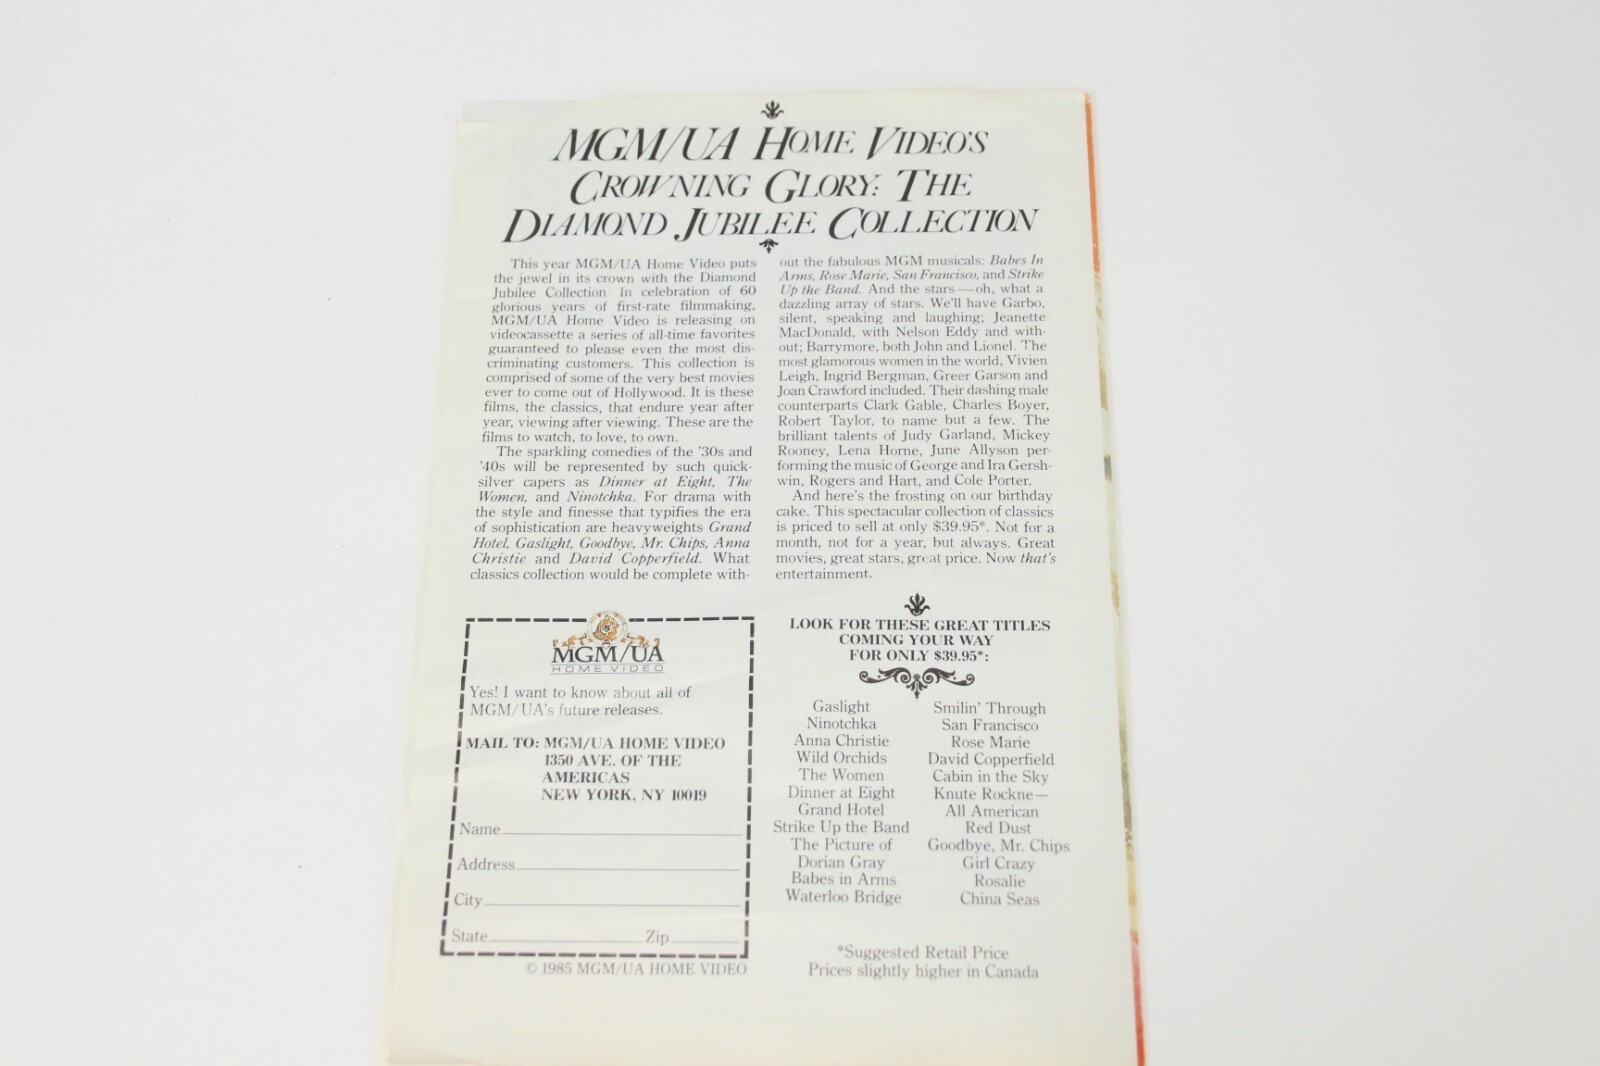 MGM/UA HOME VIDEO'S
CROWNING GLORY: THE
DIAMOND JUBILEE COLLECTION
This year MGM/UA Home Video puts
the jewel in its crown with the Diamond
Jubilee Collection. In celebration of 60
glorious years of first-rate filmmaking,
MGM/UA Home Video is releasing on
videocassette a series of all-time favorites
guaranteed to please even the most dis-
criminating customers. This collection is
comprised of some of the very best movies
ever to come out of Hollywood. It is these
films, the classics, that endure year after
year, viewing after viewing. These are the
films to watch, to love, to own.
The sparkling comedies of the '30s and
'40s will be represented by such quick-
silver capers as Dinner at Eight, The
Women, and Ninotchka. For drama with
the style and finesse that typifies the era
of sophistication are heavyweights Grand
Hotel, Gaslight, Goodbye, Mr. Chips, Anna
Christie and David Copperfield. What
classics collection would be complete with-
out the fabulous MGM musicals: Babes In
Arms, Rose Marie, San Francisco, and Strike
Up the Band. And the stars—oh, what a
dazzling array of stars. We'll have Garbo,
silent, speaking and laughing; Jeanette
MacDonald, with Nelson Eddy and with-
out; Barrymore, both John and Lionel. The
most glamorous women in the world, Vivien
Leigh, Ingrid Bergman, Greer Garson and
Joan Crawford included. Their dashing male
counterparts Clark Gable, Charles Boyer,
Robert Taylor, to name but a few. The
brilliant talents of Judy Garland, Mickey
Rooney, Lena Horne, June Allyson per-
forming the music of George and Ira Gersh-
win, Rogers and Hart, and Cole Porter.
And here's the frosting on our birthday
cake. This spectacular collection of classics
is priced to sell at only $39.95*. Not for a
month, not for a year, but always. Great
movies, great stars, great price. Now that's
entertainment.
MGM/UA
HOME VIDEO
Yes! I want to know about all of
MGM/UA's future releases.
MAIL TO: MGM/UA HOME VIDEO
1350 AVE. OF THE
AMERICAS
NEW YORK, NY 10019
Name
Address
City
State Zip
© 1985 MGM/UA HOME VIDEO
LOOK FOR THESE GREAT TITLES
COMING YOUR WAY
FOR ONLY $39.95*:
Gaslight
Ninotchka
Anna Christie
Wild Orchids
The Women
Dinner at Eight
Grand Hotel
Strike Up the Band
The Picture of
Dorian Gray
Babes in Arms
Waterloo Bridge
Smilin' Through
San Francisco
Rose Marie
David Copperfield
Cabin in the Sky
Knute Rockne—
All American
Red Dust
Goodbye, Mr. Chips
Girl Crazy
Rosalie
China Seas
*Suggested Retail Price
Prices slightly higher in Canada